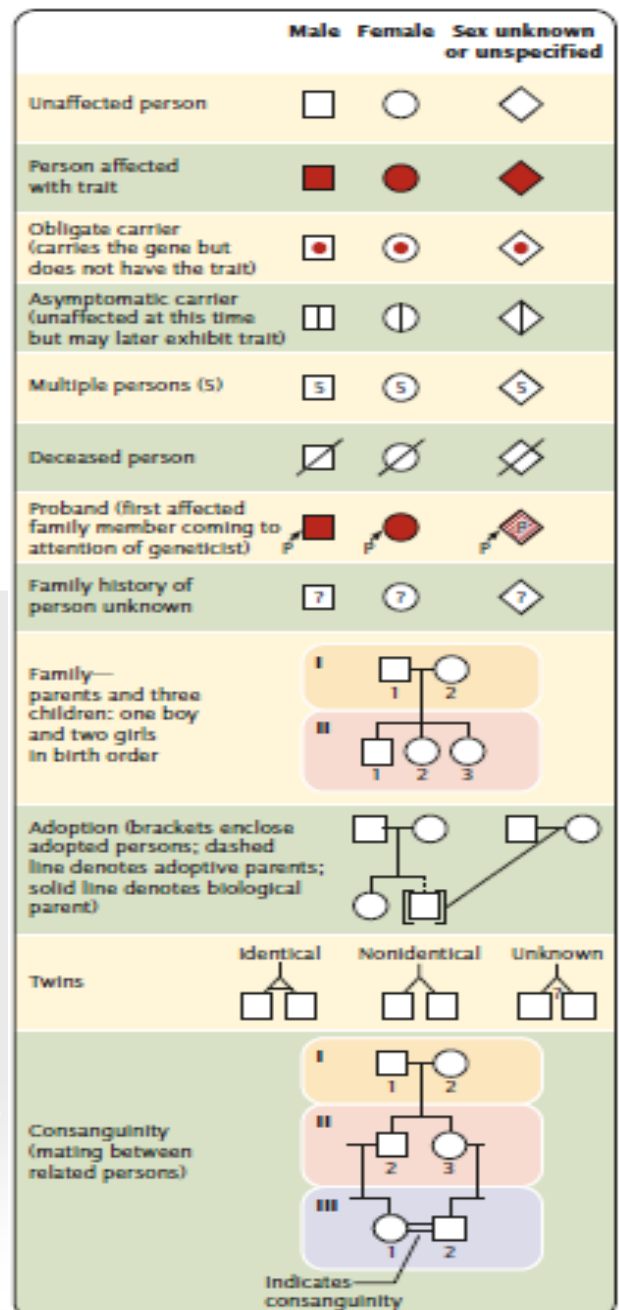 Male Female Sex unknown
or unspecified
Unaffected person
Person affected
with trait
Obligate carrier
(carries the gene but
does not have the trait)
Asymptomatic carrier
(unaffected at this time
but may later exhibit trait)
Multiple persons (5)
5 5 5
Deceased person
Proband (first affected
family member coming to
attention of geneticist)
P P P P
Family history of
person unknown
? ? ?
Family—
parents and three
children: one boy
and two girls
in birth order
I
1 2
II
1 2 3
Adoption (brackets enclose
adopted persons; dashed
line denotes adoptive parents;
solid line denotes biological
parent)
Identical Nonidentical Unknown
Twins
?
Consanguinity
(mating between
related persons)
I
1 2
II
2 3
III
1 2
Indicates
consanguinity